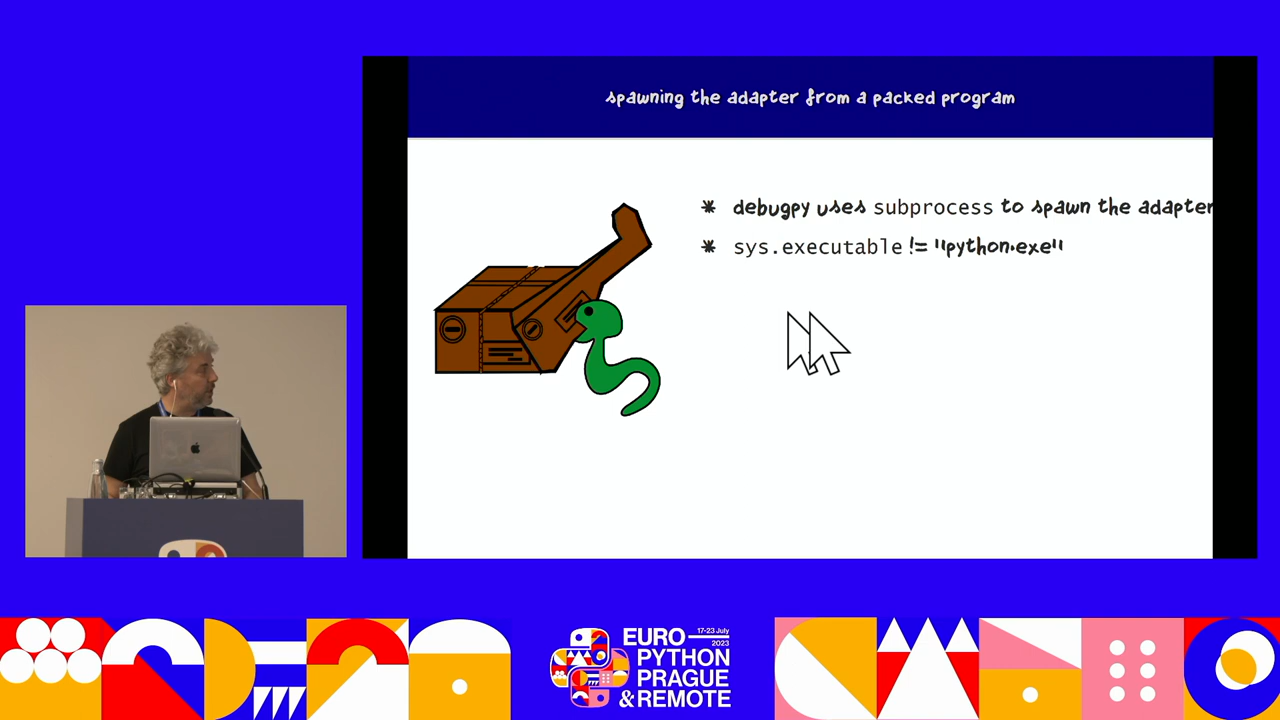 spawning the adapter from a packed program
* debugpy uses subprocess to spawn the adapter
* sys.executable != "python.exe"
EURO 17-23 July 2023
PYTHON
PRAGUE
& REMOTE